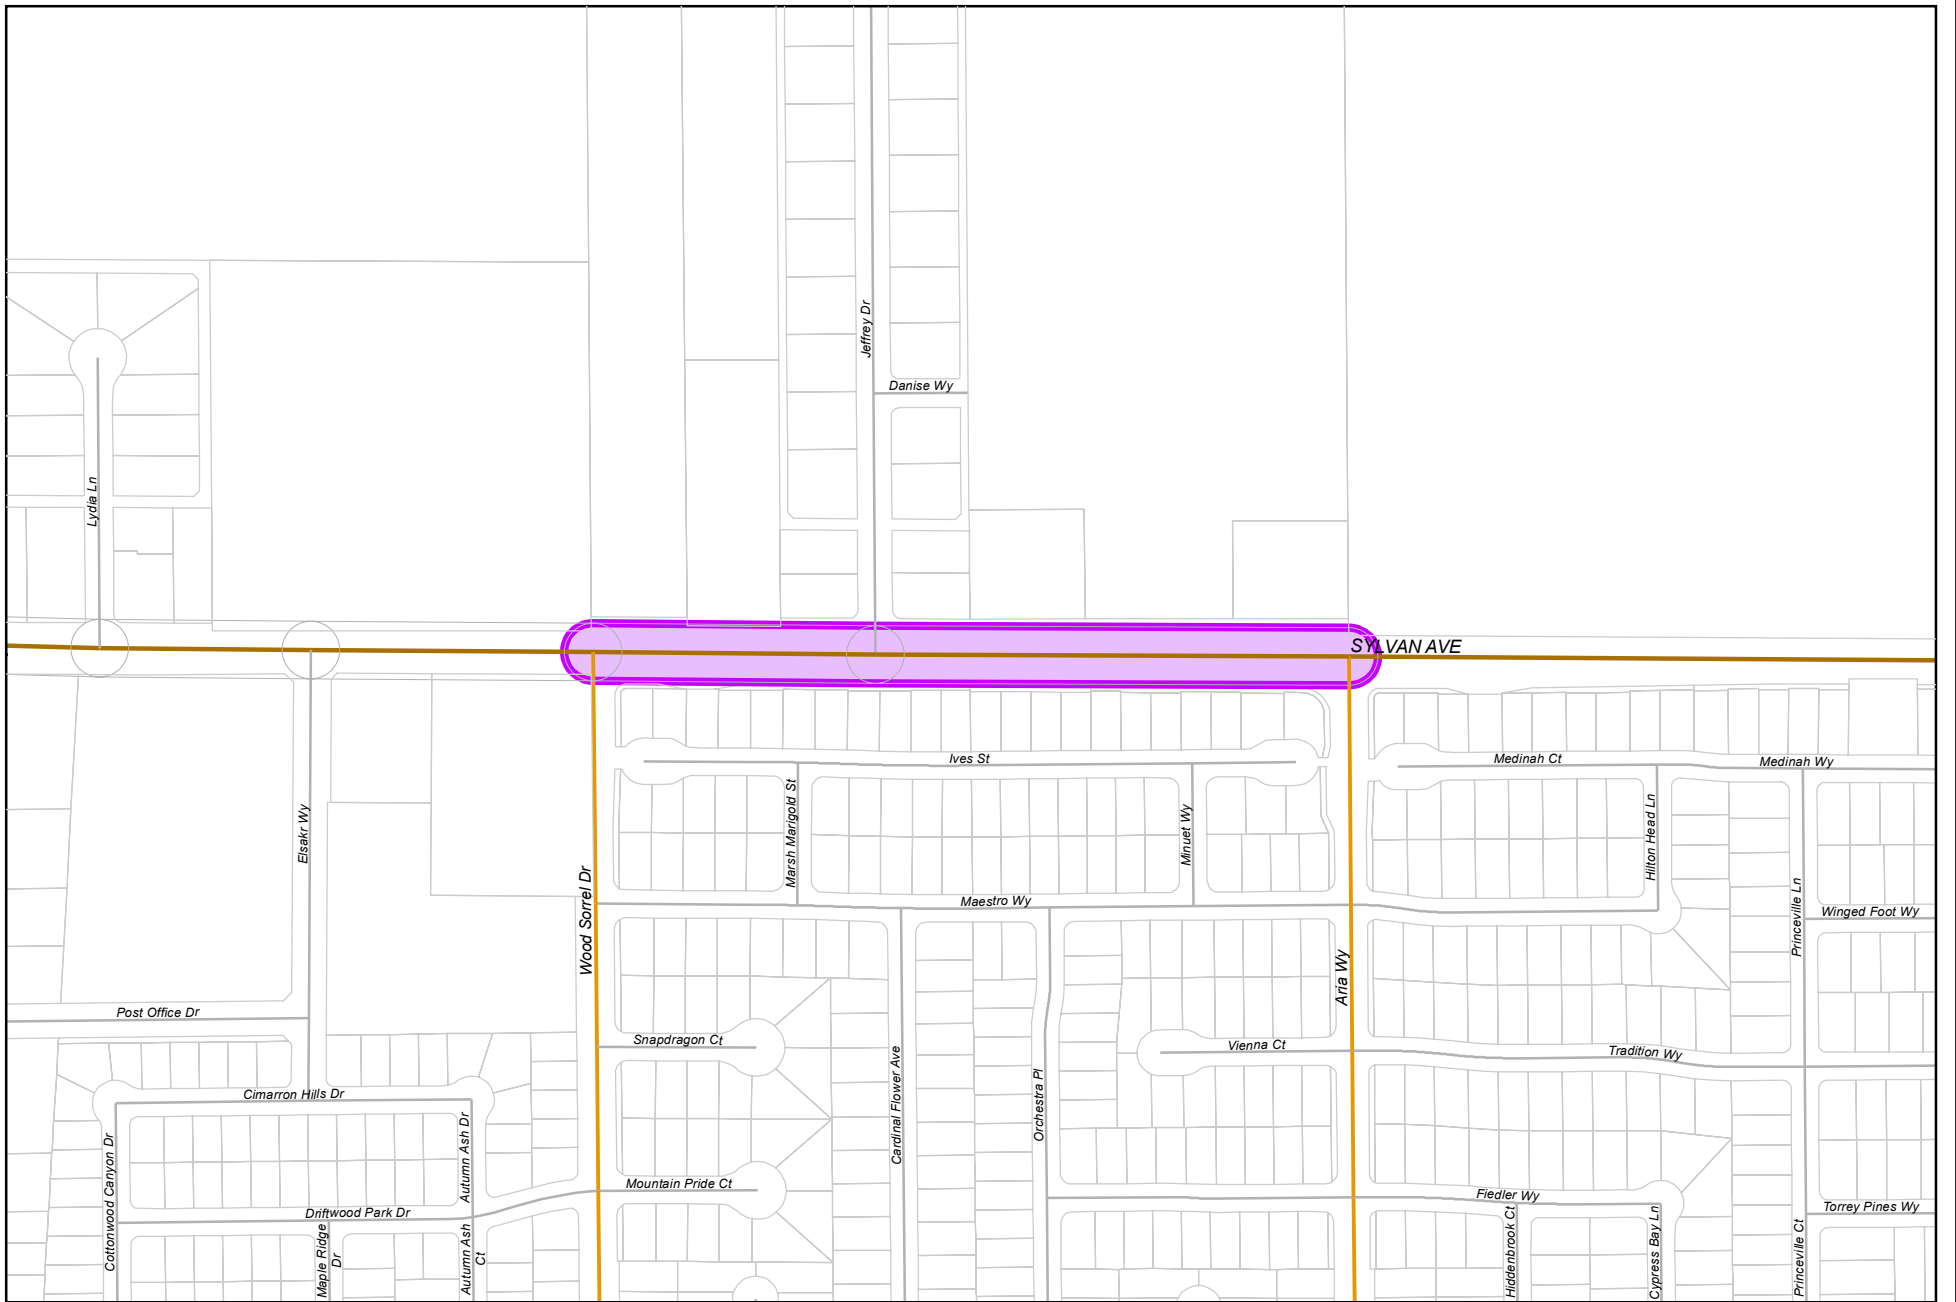 Jeffrey Dr
Danise Wy
Lydia Ln
SYLVAN AVE
Ives St
Medinah Ct
Medinah Wy
Elsakr Wy
Marsh Marigold St
Minuet Wy
Hilton Head Ln
Wood Sorrel Dr
Maestro Wy
Princeville Ln
Winged Foot Wy
Aria Wy
Post Office Dr
Snapdragon Ct
Vienna Ct
Tradition Wy
Cimarron Hills Dr
Cardinal Flower Ave
Orchestra Pl
Cottonwood Canyon Dr
Autumn Ash Dr
Mountain Pride Ct
Fiedler Wy
Driftwood Park Dr
Torrey Pines Wy
Maple Ridge
Dr
Autumn Ash
Ct
Hiddenbrook Ct
Cypress Bay Ln
Princeville Ct